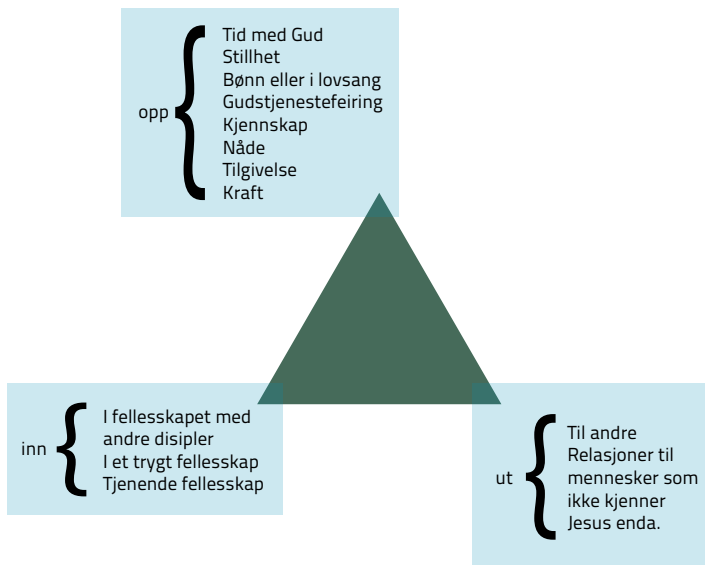 opp
Tid med Gud
Stillhet
Bønn eller i lovsang
Gudstjenestefeiring
Kjennskap
Nåde
Tilgivelse
Kraft
inn
I fellesskapet med
andre disipler
I et trygt fellesskap
Tjenende fellesskap
ut
Til andre
Relasjoner til
mennesker som
ikke kjenner
Jesus enda.